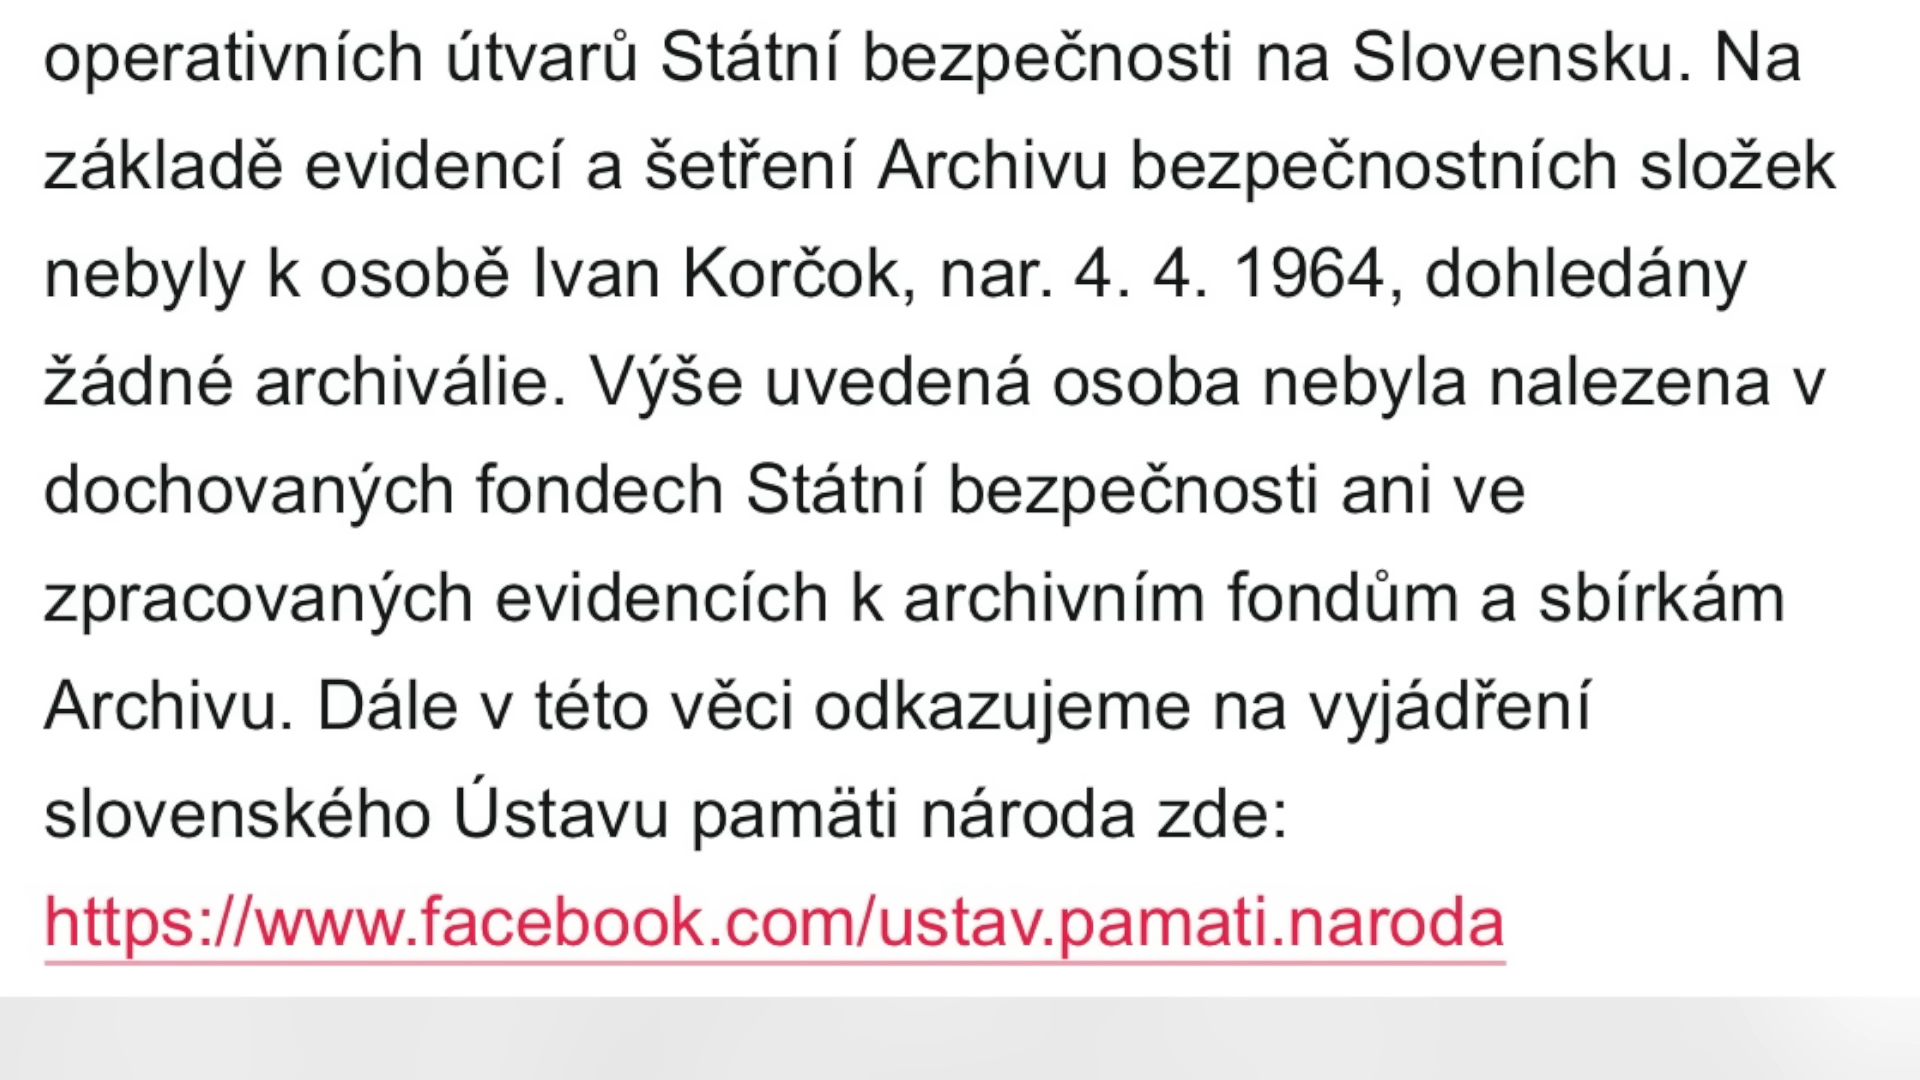 operativních útvarů Státní bezpečnosti na Slovensku. Na
základě evidencí a šetření Archivu bezpečnostních složek
nebyly k osobě Ivan Korčok, nar. 4. 4. 1964, dohledány
žádné archiválie. Výše uvedená osoba nebyla nalezena v
dochovaných fondech Státní bezpečnosti ani ve
zpracovaných evidencích k archivním fondům a sbírkám
Archivu. Dále v této věci odkazujeme na vyjádření
slovenského Ústavu pamäti národa zde:
https://www.facebook.com/ustav.pamati.naroda